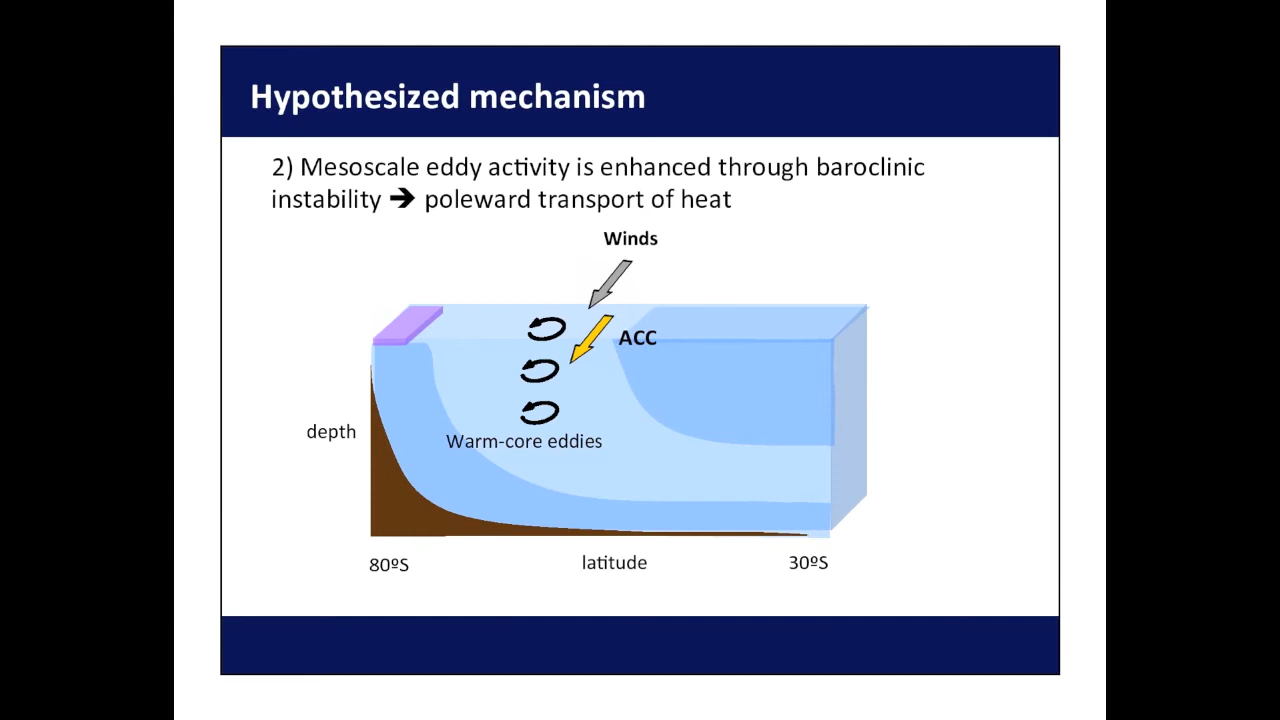 Hypothesized mechanism
2) Mesoscale eddy activity is enhanced through baroclinic
instability ➔ poleward transport of heat
Winds
ACC
depth
Warm-core eddies
80ºS
latitude
30ºS